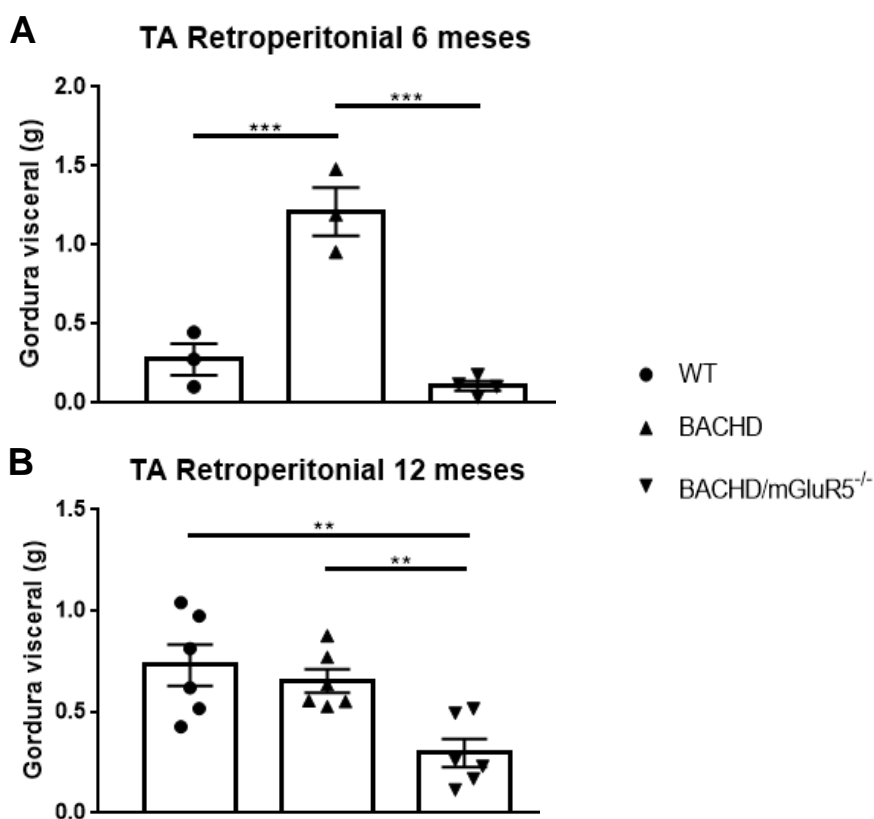 A
TA Retroperitonial 6 meses
Gordura visceral (g)
2.0
1.5
1.0
0.5
0.0
***
***
WT
BACHD
BACHD/mGluR5-/-
B
TA Retroperitonial 12 meses
Gordura visceral (g)
1.5
1.0
0.5
0.0
**
**